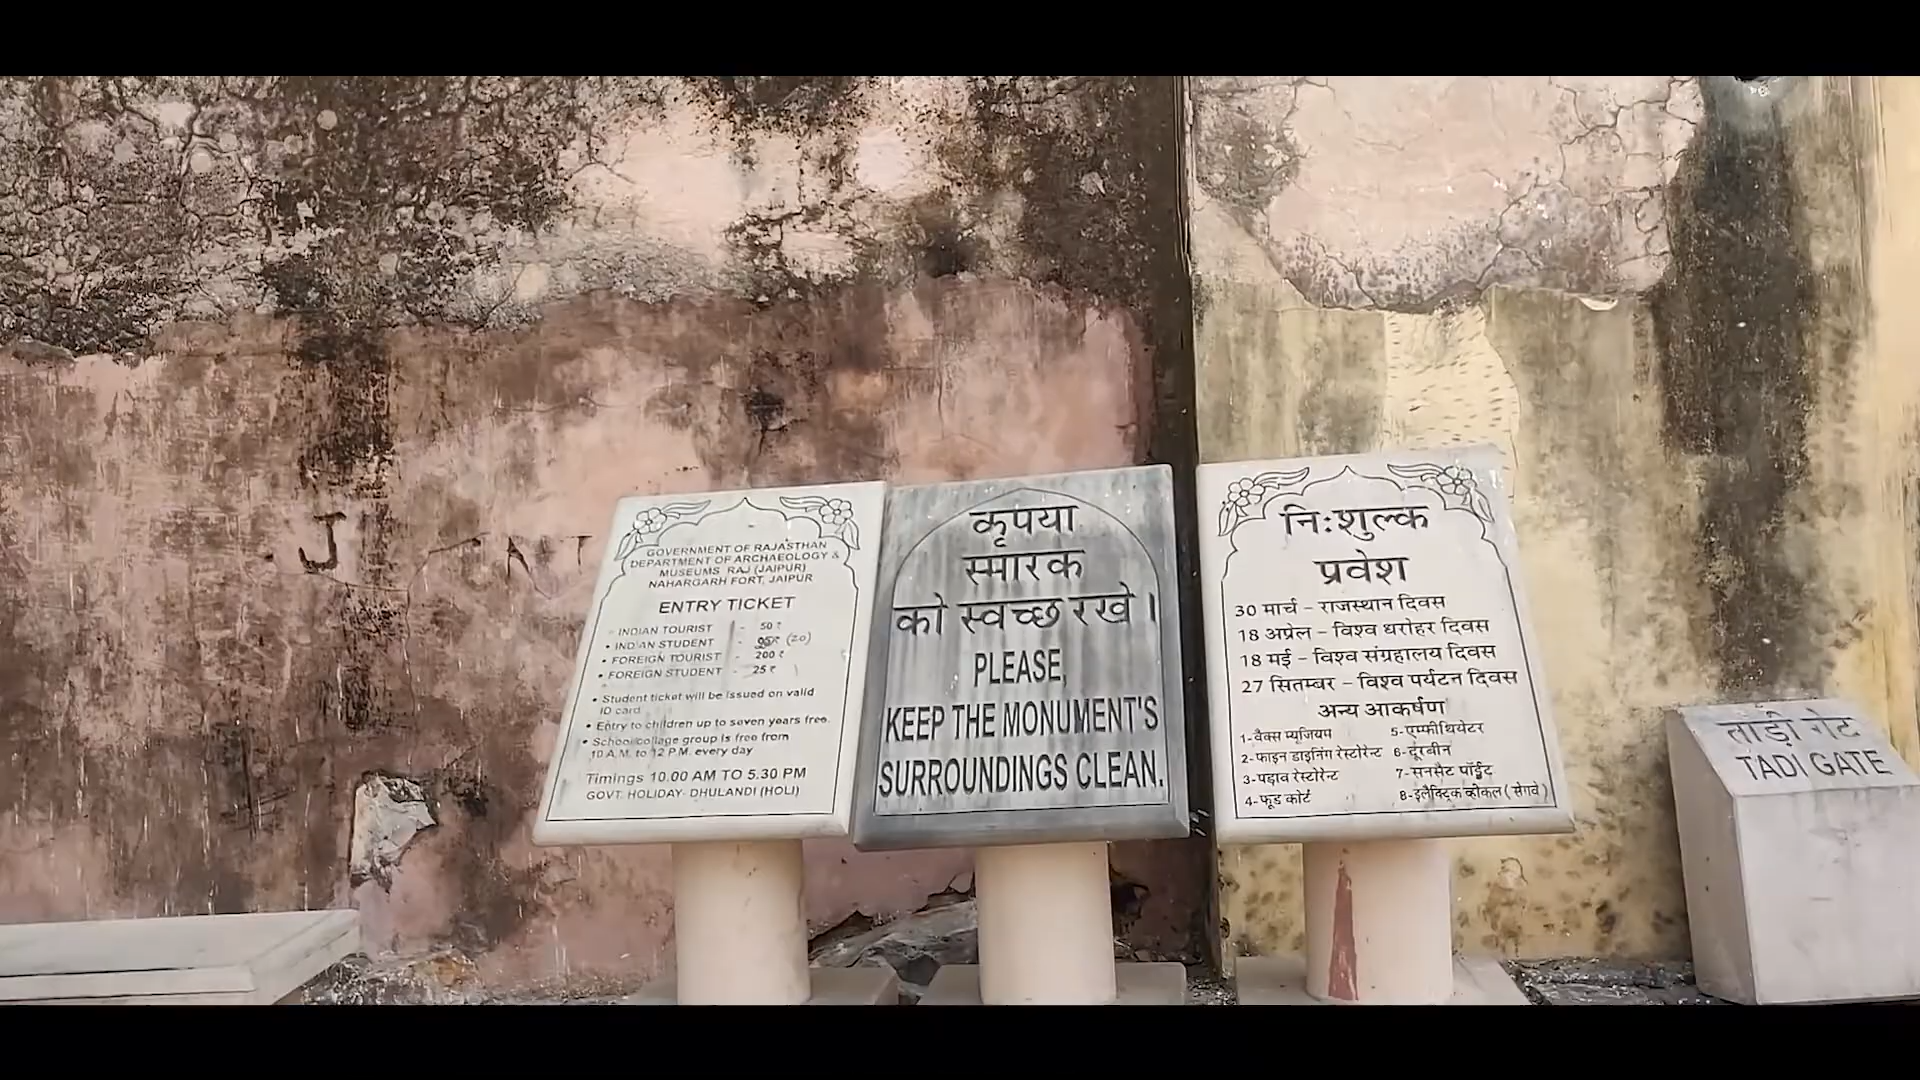 GOVERNMENT OF RAJASTHAN
DEPARTMENT OF ARCHAEOLOGY &
MUSEUMS RAJ (JAIPUR)
NAHARGARH FORT, JAIPUR
ENTRY TICKET
• INDIAN TOURIST - 50 ₹
• INDIAN STUDENT - (20)
• FOREIGN TOURIST - 200 ₹
• FOREIGN STUDENT - 25 ₹
• Student ticket will be issued on valid
ID card
• Entry to children up to seven years free.
• School collage group is free from
10 A.M. to 12 P.M. every day
Timings 10.00 AM TO 5.30 PM
GOVT. HOLIDAY- DHULANDI (HOLI)
कृपया
स्मारक
को स्वच्छ रखे।
PLEASE,
KEEP THE MONUMENT'S
SURROUNDINGS CLEAN.
निःशुल्क
प्रवेश
30 मार्च – राजस्थान दिवस
18 अप्रेल – विश्व धरोहर दिवस
18 मई – विश्व संग्रहालय दिवस
27 सितम्बर – विश्व पर्यटन दिवस
अन्य आकर्षण
1-वैक्स म्यूजियम
2-फाइन डाइनिंग रेस्टोरेन्ट
3-पड़ाव रेस्टोरेन्ट
4-फूड कोर्ट
5-एम्फीथियेटर
6-दूरबीन
7-सनसैट पॉईंट
8-इलैक्ट्रिक व्हीकल (सेगवे)
ताड़ी गेट
TADI GATE